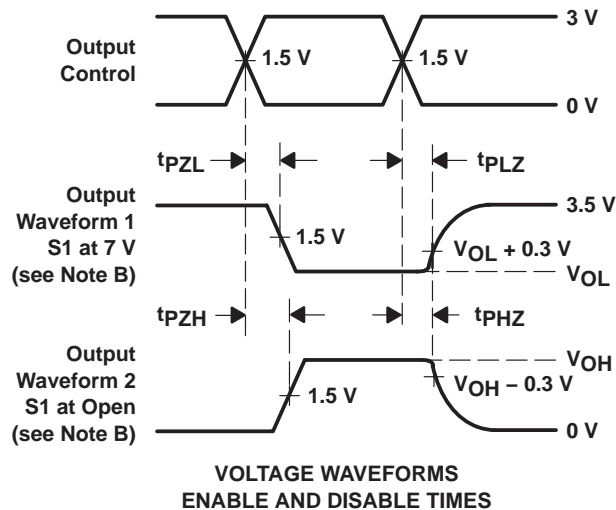 3 V
Output
Control
1.5 V
1.5 V
0 V
tPZL
tPLZ
Output
Waveform 1
S1 at 7 V
(see Note B)
3.5 V
1.5 V
VOL + 0.3 V
VOL
tPZH
tPHZ
Output
Waveform 2
S1 at Open
(see Note B)
VOH
VOH – 0.3 V
1.5 V
0 V
VOLTAGE WAVEFORMS
ENABLE AND DISABLE TIMES